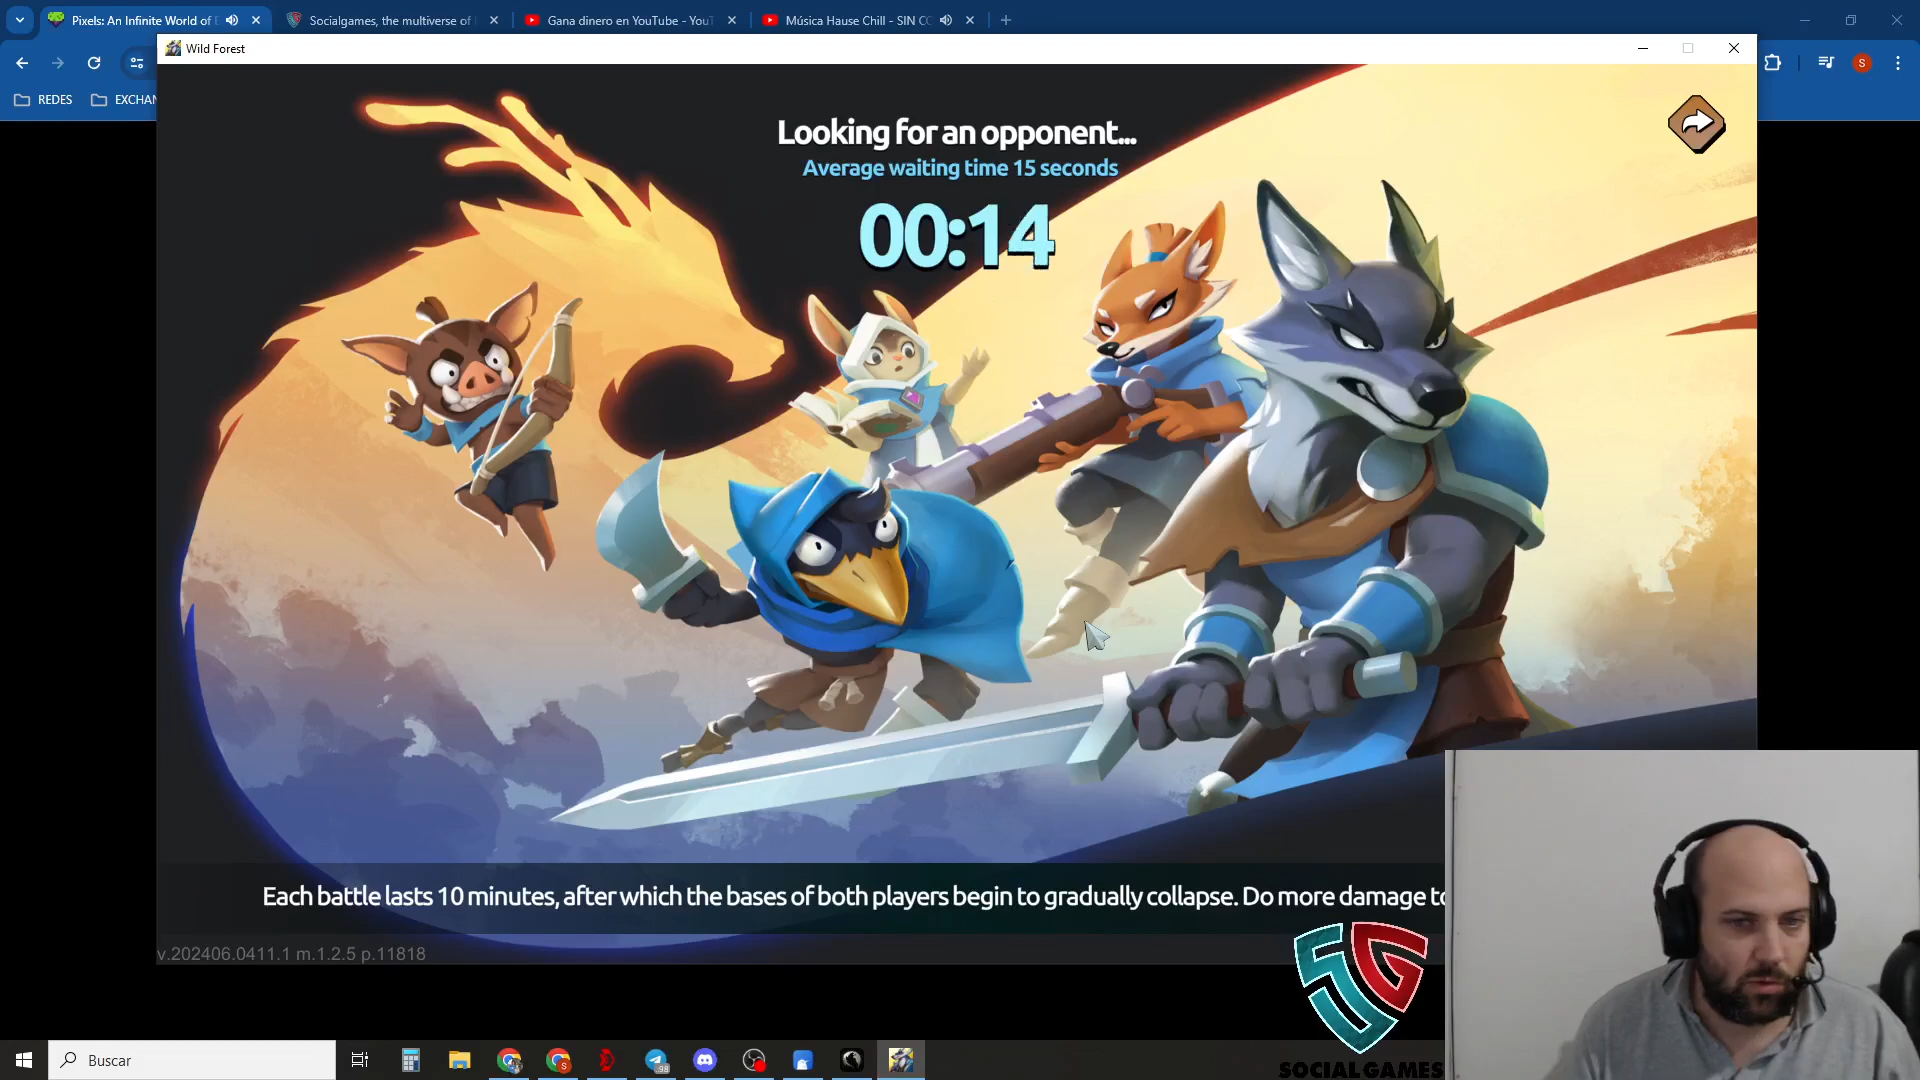 Pixels: An Infinite World of
Socialgames, the multiverse of
Gana dinero en YouTube - YouT
Música Hause Chill - SIN CO
Wild Forest
S
REDES
EXCHAN
Looking for an opponent...
Average waiting time 15 seconds
00:14
Each battle lasts 10 minutes, after which the bases of both players begin to gradually collapse. Do more damage to
v.202406.0411.1 m.1.2.5 p.11818
SG
SOCIALGAMES
Buscar
S
98